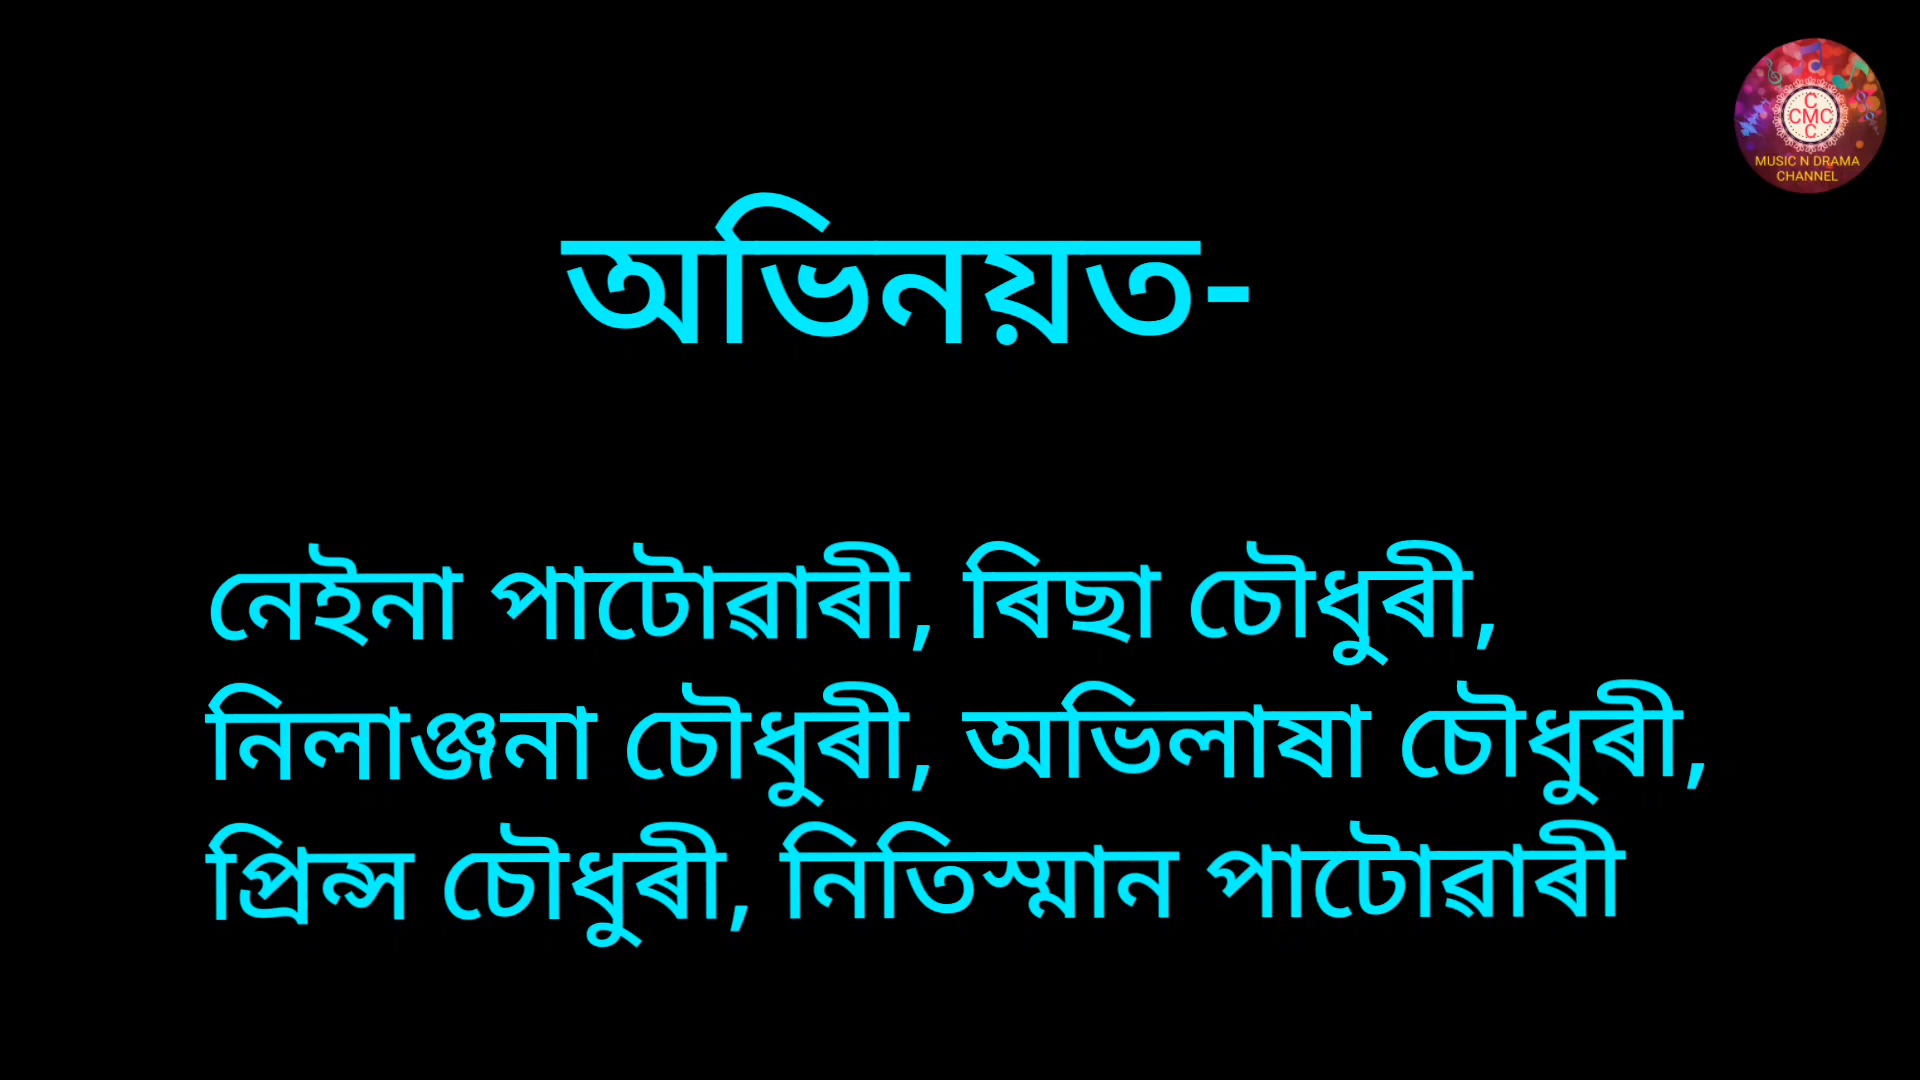 C
CMC
C
MUSIC N DRAMA
CHANNEL
অভিনয়ত-
নেইনা পাটোৱাৰী, ৰিছা চৌধুৰী,
নিলাঞ্জনা চৌধুৰী, অভিলাষা চৌধুৰী,
প্ৰিন্স চৌধুৰী, নিতিস্মান পাটোৱাৰী